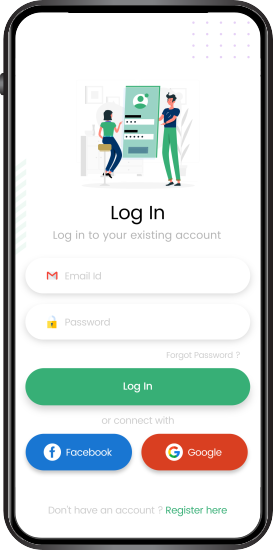 Log In
Log in to your existing account
Email Id
Password
Forgot Password ?
Log In
or connect with
Facebook
Google
Don't have an account ? Register here